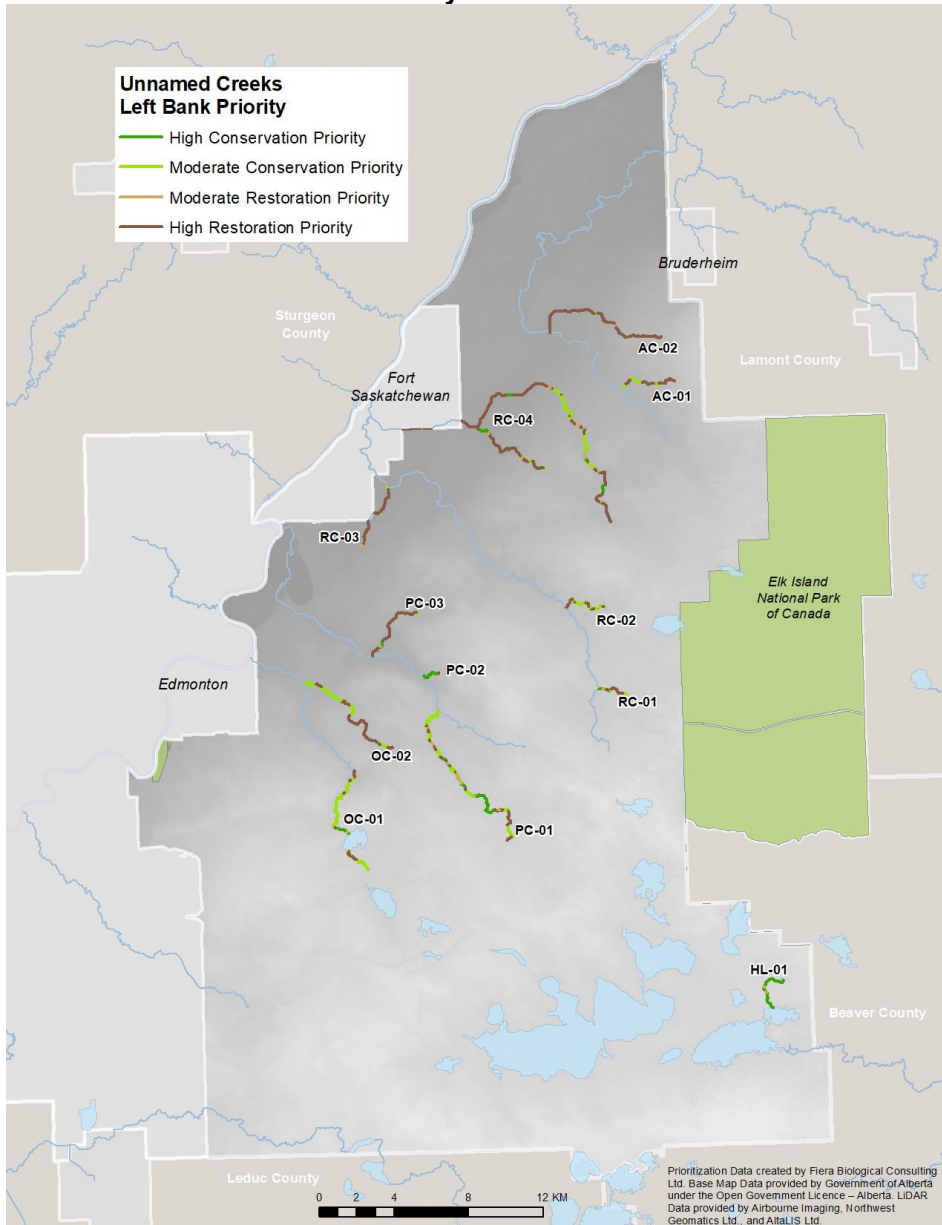 Unnamed Creeks
Left Bank Priority
High Conservation Priority
Moderate Conservation Priority
Moderate Restoration Priority
High Restoration Priority
Bruderheim
Sturgeon
County
AC-02
Lamont County
Fort
Saskatchewan
AC-01
RC-04
RC-03
Elk Island
National Park
of Canada
PC-03
RC-02
PC-02
Edmonton
RC-01
OC-02
OC-01
PC-01
HL-01
Beaver County
Leduc County
0 2 4 8 12 KM
Prioritization Data created by Fiera Biological Consulting
Ltd. Base Map Data provided by Government of Alberta
under the Open Government Licence – Alberta. LiDAR
Data provided by Airbourne Imaging, Northwest
Geomatics Ltd., and AltaLIS Ltd.